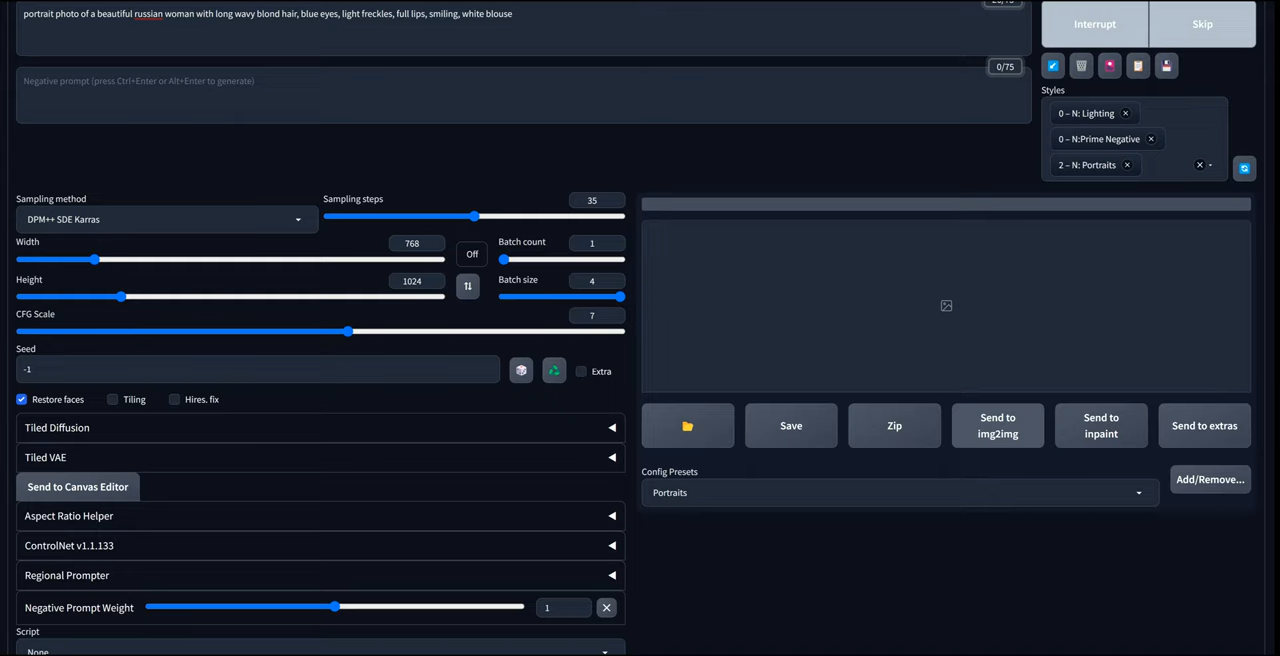 portrait photo of a beautiful russian woman with long wavy blond hair, blue eyes, light freckles, full lips, smiling, white blouse
Interrupt
Skip
Negative prompt (press Ctrl+Enter or Alt+Enter to generate)
0/75
Styles
0 – N: Lighting
0 – N:Prime Negative
2 – N: Portraits
Sampling method
DPM++ SDE Karras
Sampling steps
35
Width
768
Off
Batch count
1
Height
1024
Batch size
4
CFG Scale
7
Seed
-1
Extra
Restore faces
Tiling
Hires. fix
Tiled Diffusion
Tiled VAE
Send to Canvas Editor
Aspect Ratio Helper
ControlNet v1.1.133
Regional Prompter
Negative Prompt Weight
1
Script
None
Save
Zip
Send to
img2img
Send to
inpaint
Send to extras
Config Presets
Portraits
Add/Remove...